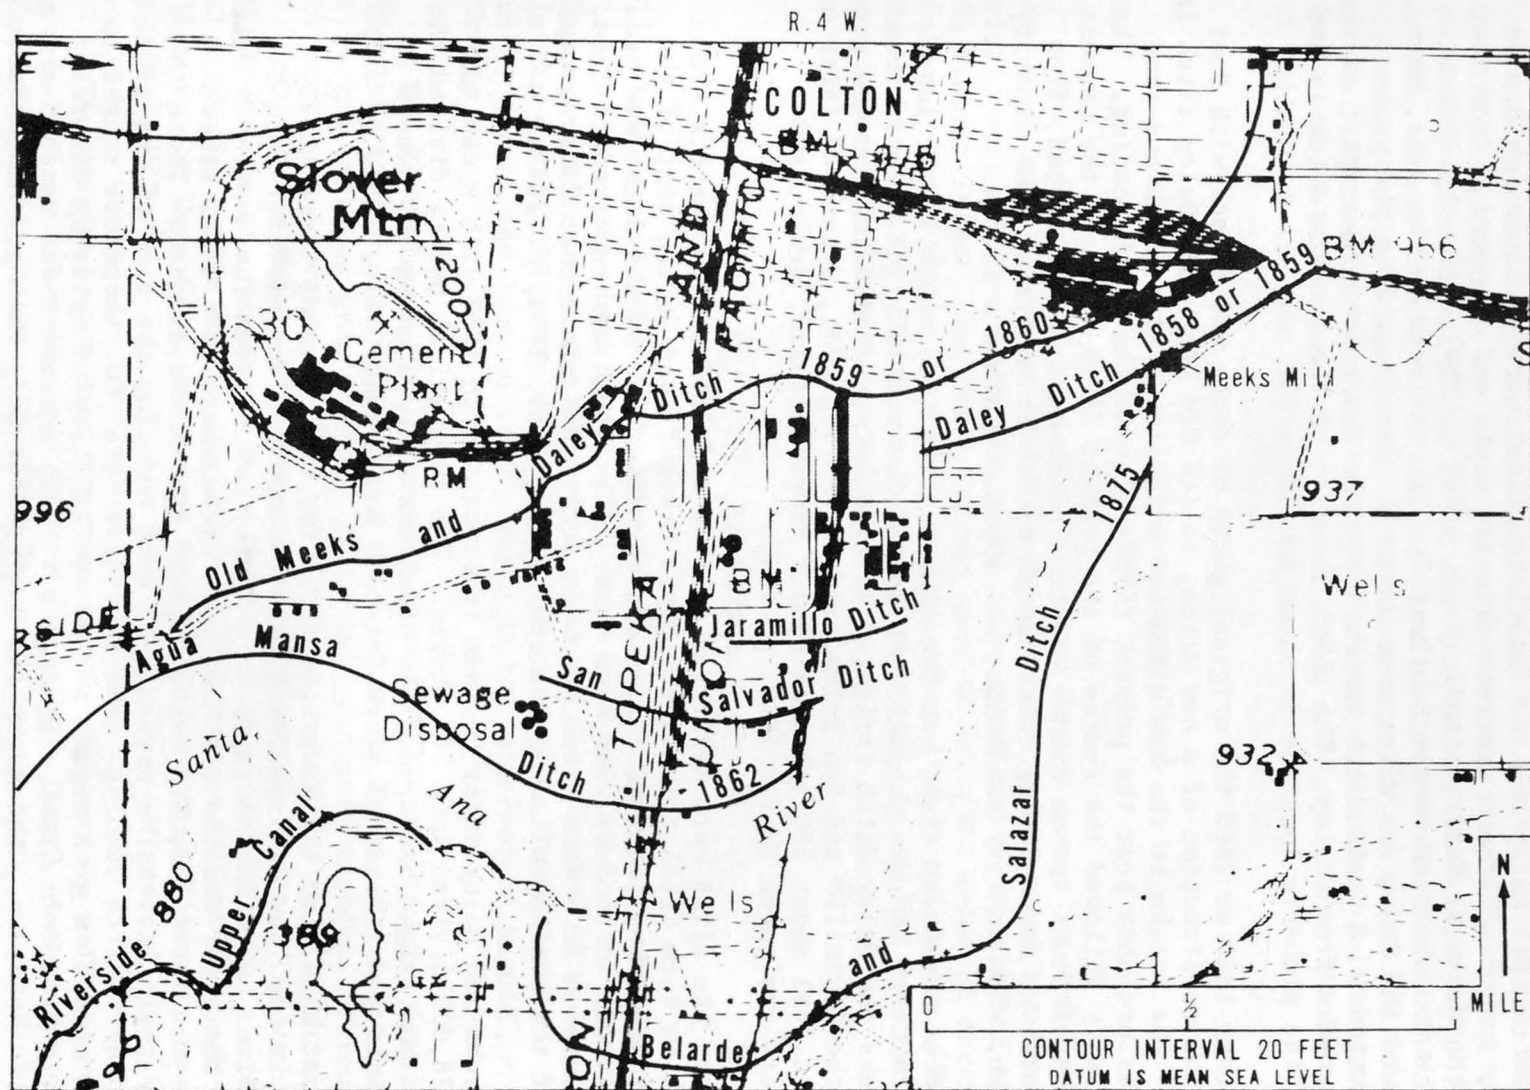 R. 4 W.
E
COLTON
BM × 978
Slover
Mtn
1200
AND
PACIFIC
BM 956
30
Cement
Plant
1858 or 1859
1859 or 1860
Meeks Mill
Daley Ditch
Daley Ditch
RM
996
937
Old Meeks and
1875
Wells
SIDE
Agua Mansa
BM
Jaramillo Ditch
San Salvador Ditch
Salazar Ditch
Sewage
Disposal
TOPEKA
UNION
932
Ditch - 1862
Santa
Ana
River
Riverside Upper Canal
880
389
Wells
and
Belarde
ON
N
0 ½ 1 MILE
CONTOUR INTERVAL 20 FEET
DATUM IS MEAN SEA LEVEL